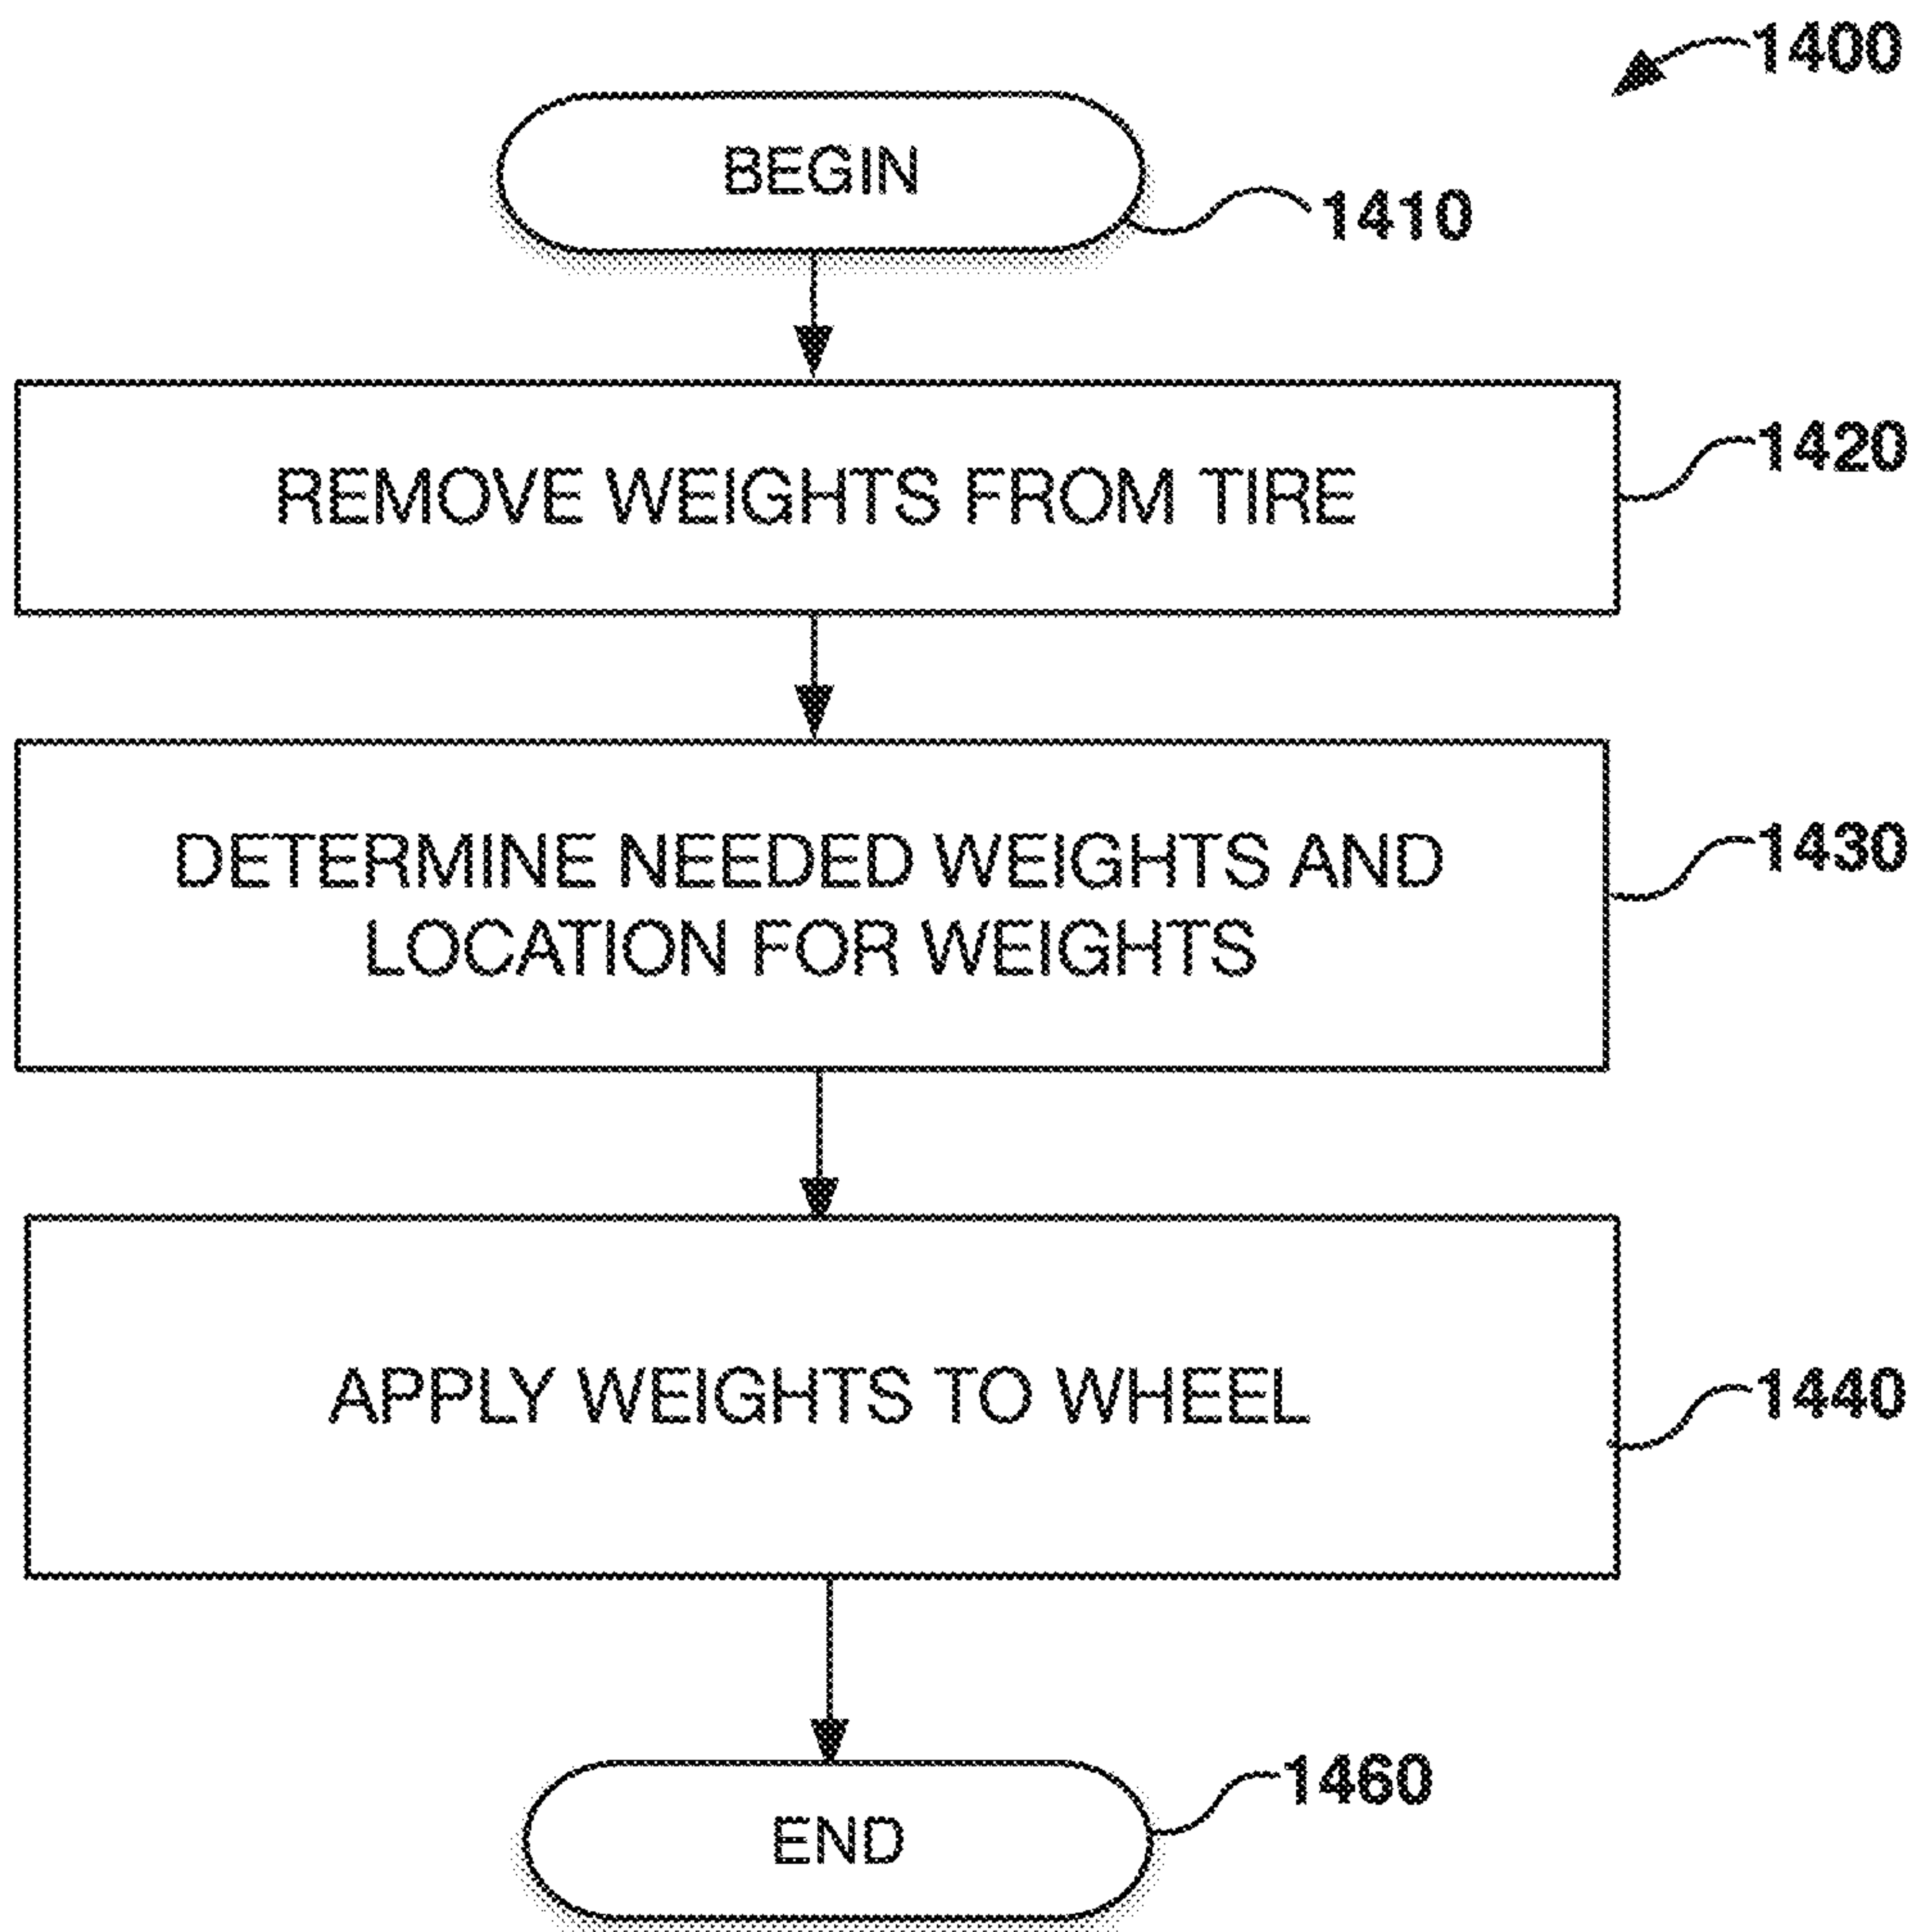 1400
BEGIN
1410
REMOVE WEIGHTS FROM TIRE
1420
DETERMINE NEEDED WEIGHTS AND
LOCATION FOR WEIGHTS
1430
APPLY WEIGHTS TO WHEEL
1440
END
1460